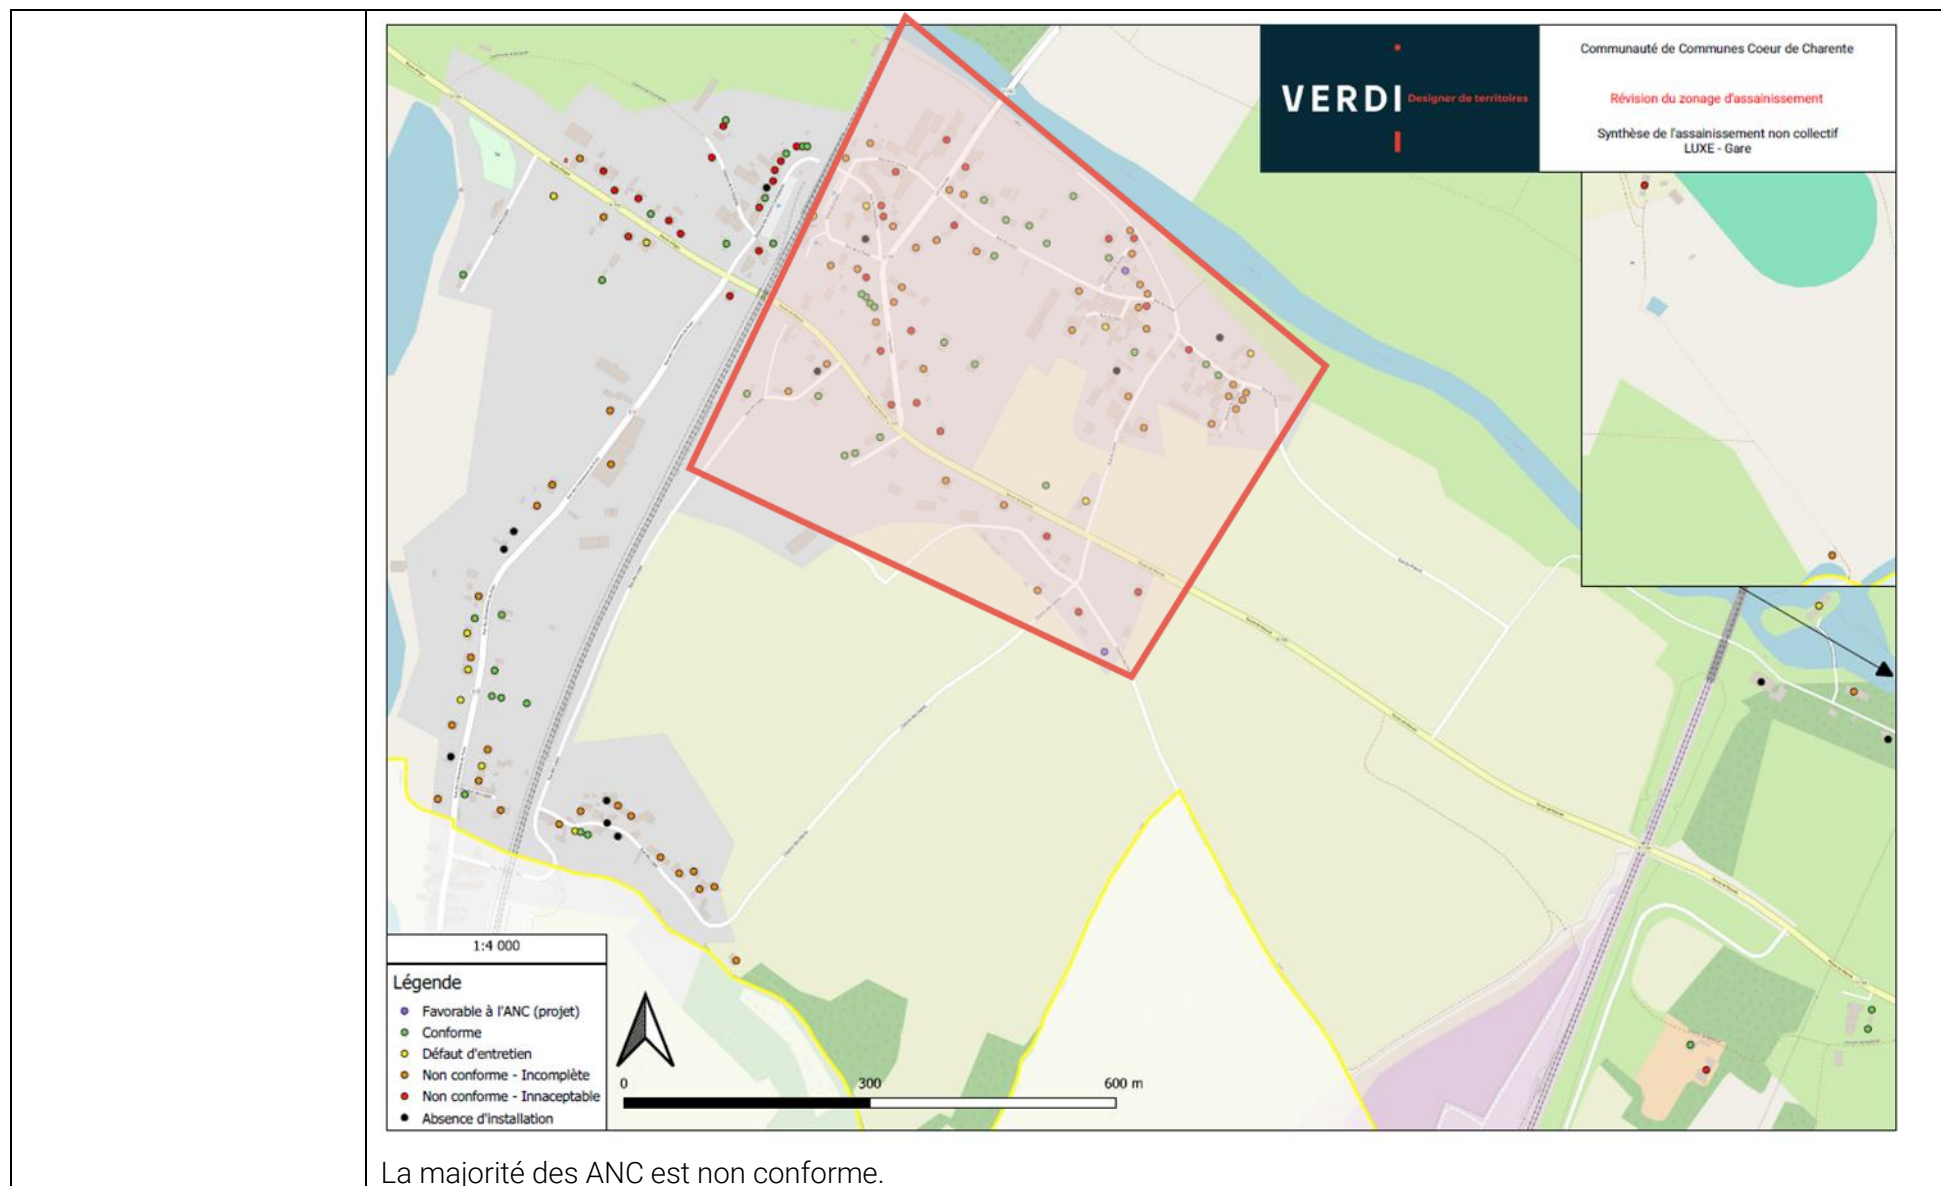 VERDI
Designer de territoires
Communauté de Communes Coeur de Charente
Révision du zonage d'assainissement
Synthèse de l'assainissement non collectif
LUXE - Gare
1:4 000
Légende
Favorable à l'ANC (projet)
Conforme
Défaut d'entretien
Non conforme - Incomplète
Non conforme - Innaceptable
Absence d'installation
0 300 600 m
La majorité des ANC est non conforme.